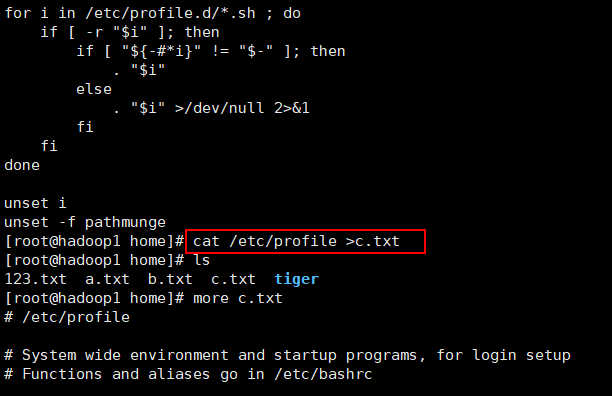 for i in /etc/profile.d/*.sh ; do
    if [ -r "$i" ]; then
        if [ "${-#*i}" != "$-" ]; then
            . "$i"
        else
            . "$i" >/dev/null 2>&1
        fi
    fi
done

unset i
unset -f pathmunge
[root@hadoop1 home]# cat /etc/profile >c.txt
[root@hadoop1 home]# ls
123.txt  a.txt  b.txt  c.txt  tiger
[root@hadoop1 home]# more c.txt
# /etc/profile

# System wide environment and startup programs, for login setup
# Functions and aliases go in /etc/bashrc